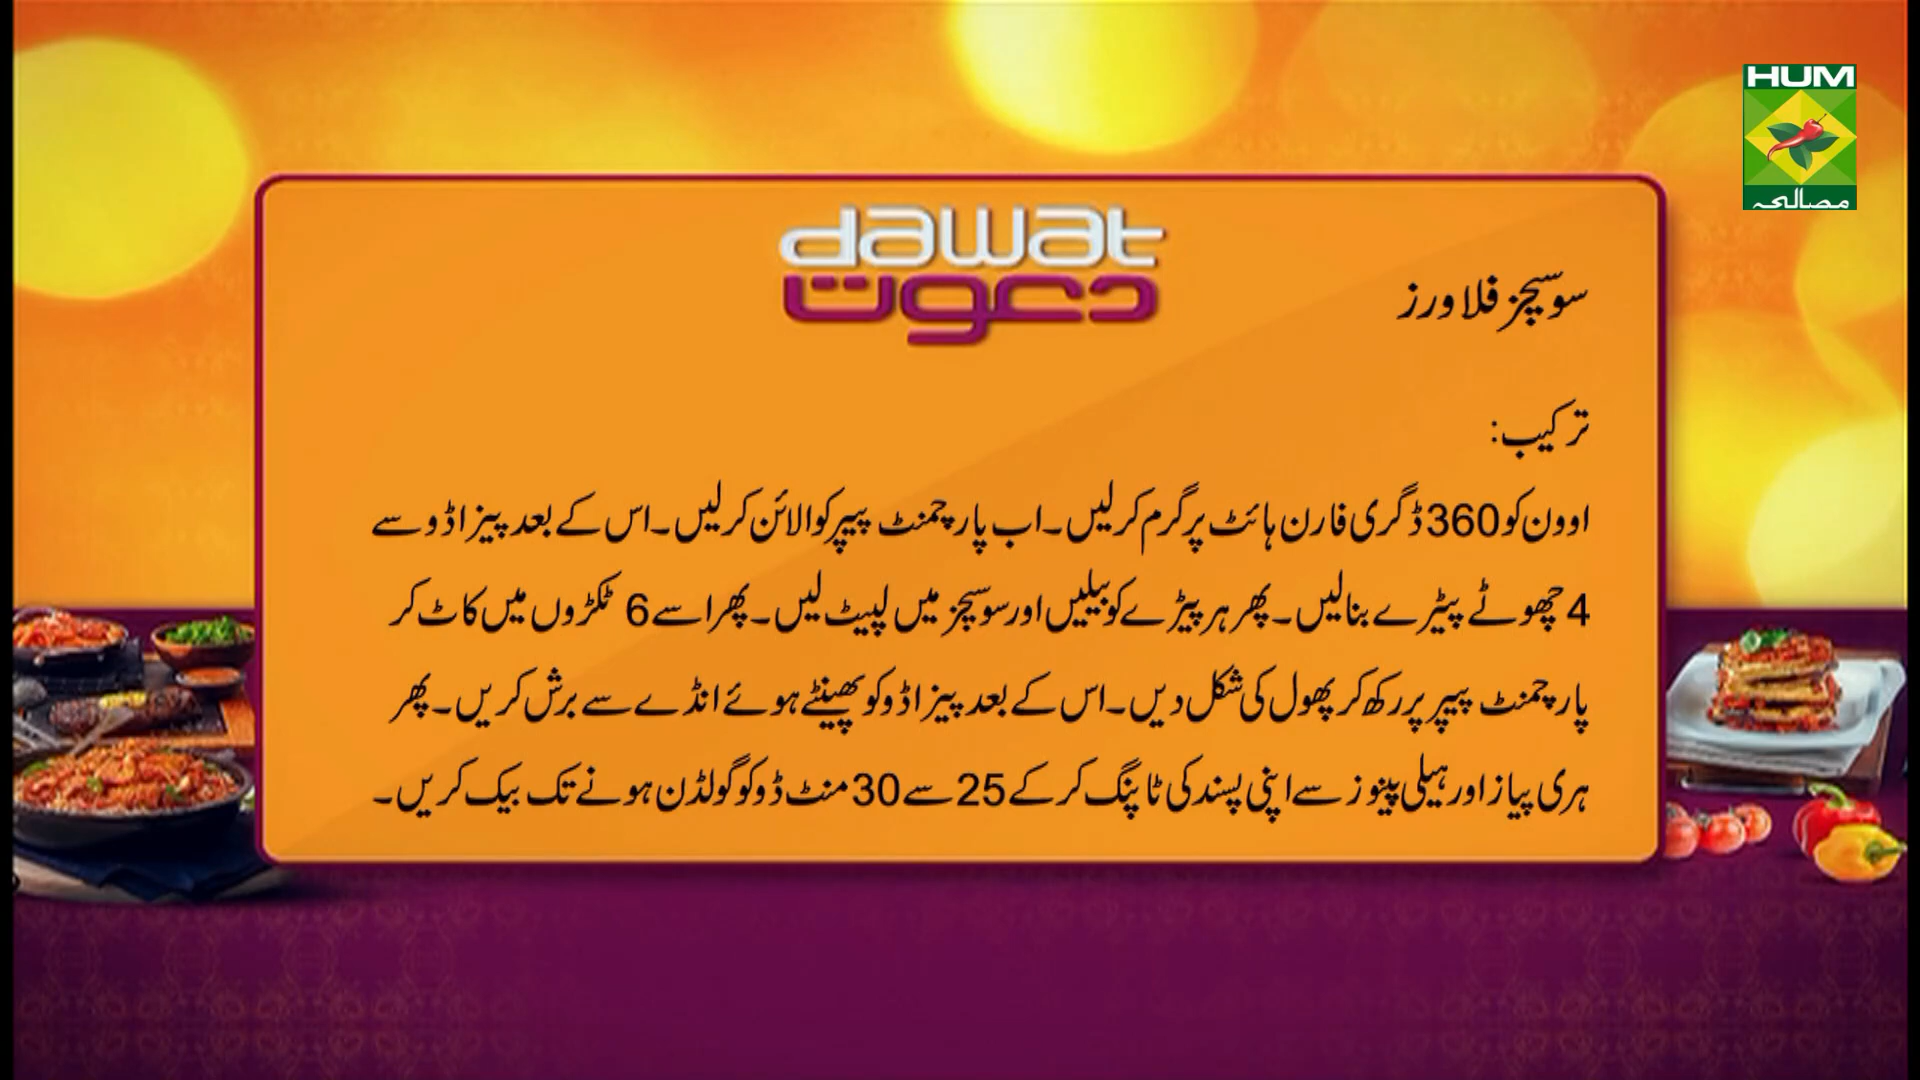 HUM
مصالحہ
dawat
دعوت
سوسیجز فلاورز
ترکیب:
اوون کو 360 ڈگری فارن ہائٹ پر گرم کرلیں۔ اب پارچمنٹ پیپر کو لائن کرلیں۔ اس کے بعد پیزا ڈو سے
4 چھوٹے پیڑے بنالیں۔ پھر ہر پیڑے کو بیلیں اور سوسیجز میں لپیٹ لیں۔ پھر اسے 6 ٹکڑوں میں کاٹ کر
پارچمنٹ پیپر پر رکھ کر پھول کی شکل دیں۔ اس کے بعد پیزا ڈو کو پھینٹے ہوئے انڈے سے برش کریں۔ پھر
ہری پیاز اور ہیلی پینوز سے اپنی پسند کی ٹاپنگ کر کے 25 سے 30 منٹ ڈو کو گولڈن ہونے تک بیک کریں۔